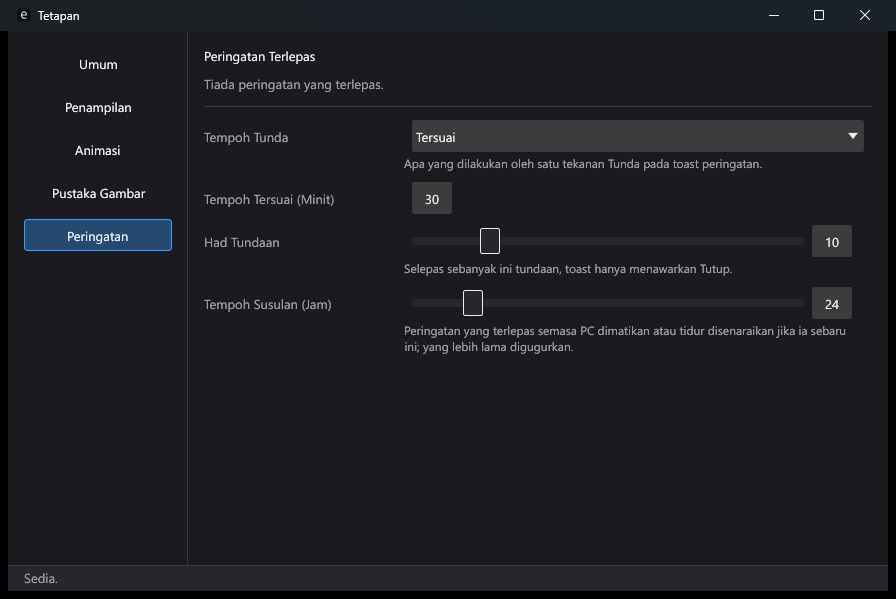 e Tetapan
Umum
Penampilan
Animasi
Pustaka Gambar
Peringatan
Peringatan Terlepas
Tiada peringatan yang terlepas.
Tempoh Tunda
Tersuai
Apa yang dilakukan oleh satu tekanan Tunda pada toast peringatan.
Tempoh Tersuai (Minit)
30
Had Tundaan
10
Selepas sebanyak ini tundaan, toast hanya menawarkan Tutup.
Tempoh Susulan (Jam)
24
Peringatan yang terlepas semasa PC dimatikan atau tidur disenaraikan jika ia sebaru
ini; yang lebih lama digugurkan.
Sedia.